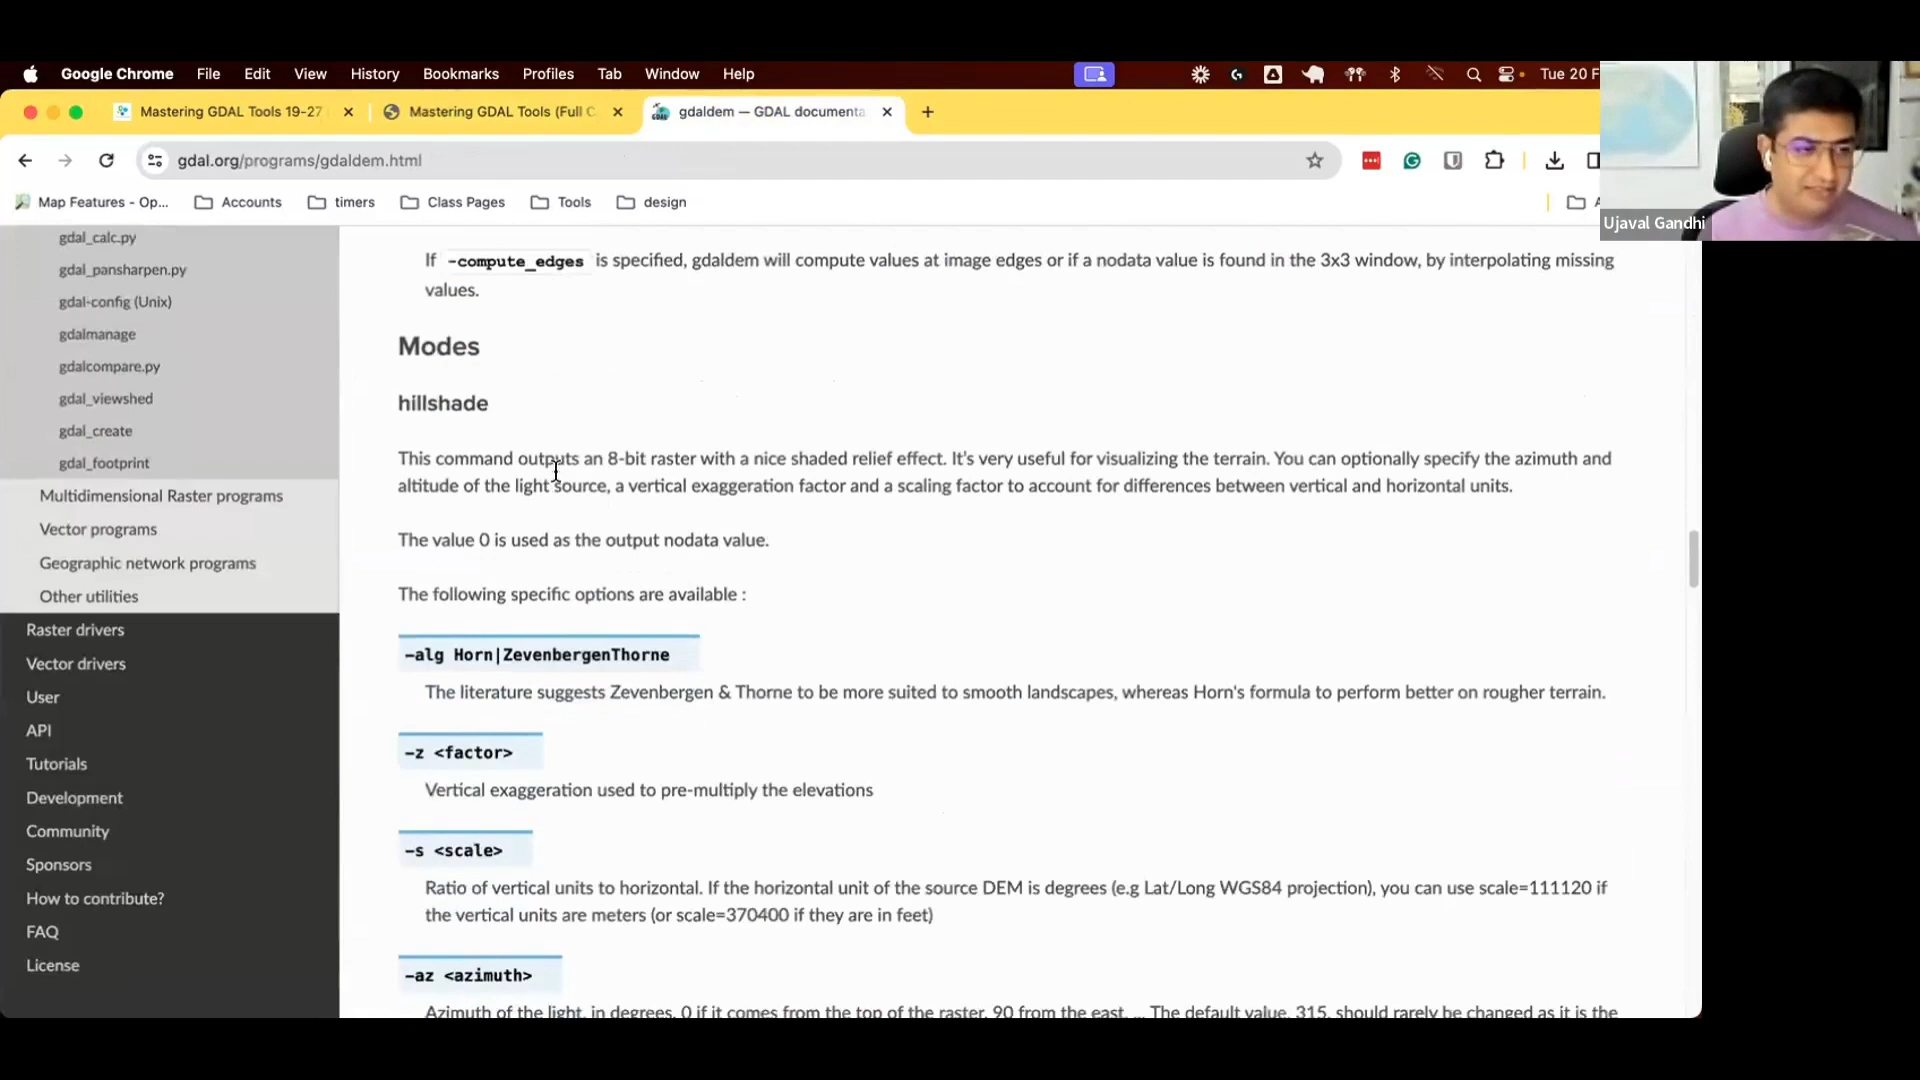 Google Chrome File Edit View History Bookmarks Profiles Tab Window Help
Tue 20 F
Mastering GDAL Tools 19-27
Mastering GDAL Tools (Full C
gdaldem — GDAL documenta
gdal.org/programs/gdaldem.html
Map Features - Op...
Accounts
timers
Class Pages
Tools
design
Ujaval Gandhi
gdal_calc.py
gdal_pansharpen.py
gdal-config (Unix)
gdalmanage
gdalcompare.py
gdal_viewshed
gdal_create
gdal_footprint
Multidimensional Raster programs
Vector programs
Geographic network programs
Other utilities
Raster drivers
Vector drivers
User
API
Tutorials
Development
Community
Sponsors
How to contribute?
FAQ
License
If -compute_edges is specified, gdaldem will compute values at image edges or if a nodata value is found in the 3x3 window, by interpolating missing
values.
Modes
hillshade
This command outputs an 8-bit raster with a nice shaded relief effect. It's very useful for visualizing the terrain. You can optionally specify the azimuth and
altitude of the light source, a vertical exaggeration factor and a scaling factor to account for differences between vertical and horizontal units.
The value 0 is used as the output nodata value.
The following specific options are available :
-alg Horn|ZevenbergenThorne
The literature suggests Zevenbergen & Thorne to be more suited to smooth landscapes, whereas Horn's formula to perform better on rougher terrain.
-z <factor>
Vertical exaggeration used to pre-multiply the elevations
-s <scale>
Ratio of vertical units to horizontal. If the horizontal unit of the source DEM is degrees (e.g Lat/Long WGS84 projection), you can use scale=111120 if
the vertical units are meters (or scale=370400 if they are in feet)
-az <azimuth>
Azimuth of the light, in degrees. 0 if it comes from the top of the raster, 90 from the east, ... The default value, 315, should rarely be changed as it is the